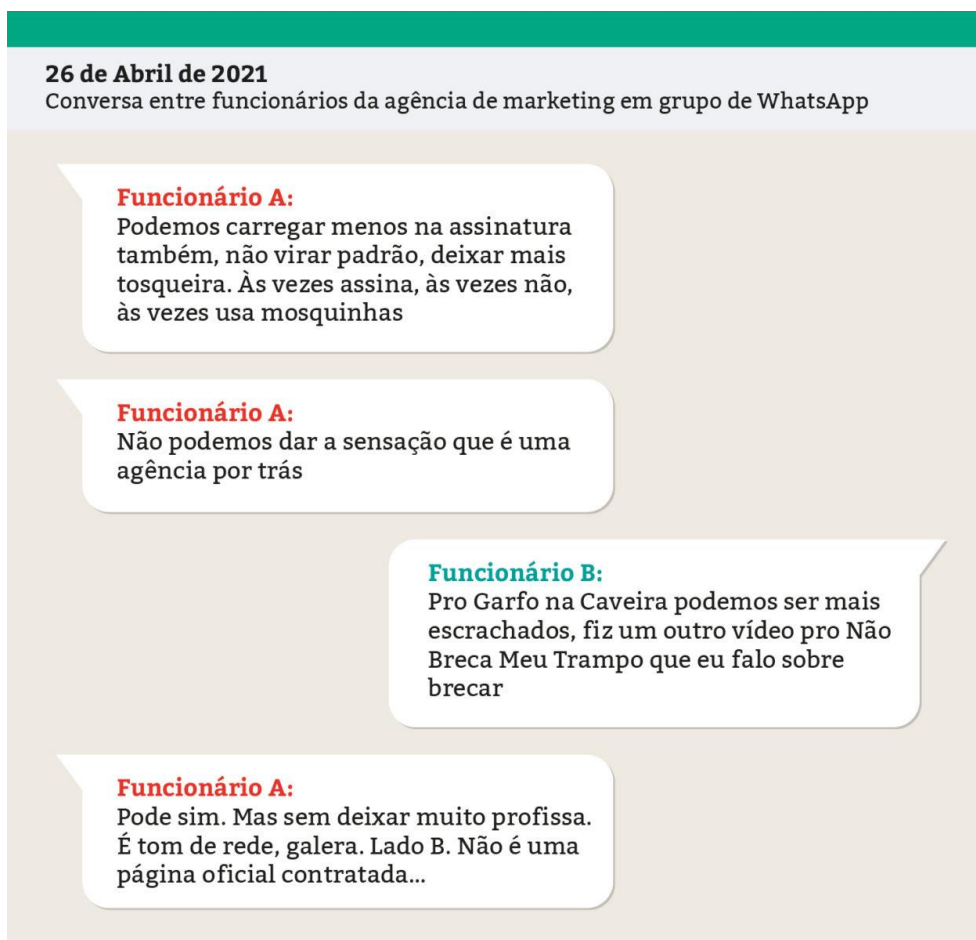 26 de Abril de 2021
Conversa entre funcionários da agência de marketing em grupo de WhatsApp
Funcionário A:
Podemos carregar menos na assinatura
também, não virar padrão, deixar mais
tosqueira. Às vezes assina, às vezes não,
às vezes usa mosquinhas
Funcionário A:
Não podemos dar a sensação que é uma
agência por trás
Funcionário B:
Pro Garfo na Caveira podemos ser mais
escrachados, fiz um outro vídeo pro Não
Breca Meu Trampo que eu falo sobre
brecar
Funcionário A:
Pode sim. Mas sem deixar muito profissa.
É tom de rede, galera. Lado B. Não é uma
página oficial contratada...